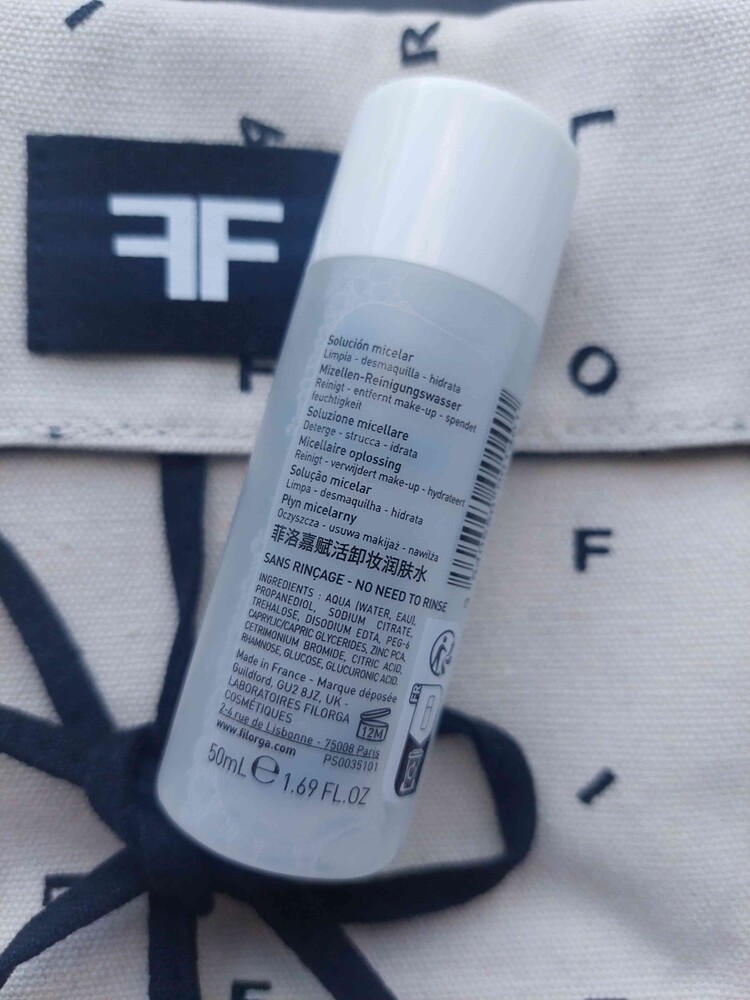 R
A
L
FF
T
O
Solución micelar
Limpia - desmaquilla - hidrata
Mizellen-Reinigungswasser
Reinigt - entfernt make-up - spendet
feuchtigkeit
Soluzione micellare
Deterge - strucca - idrata
Micellaire oplossing
Reinigt - verwijdert make-up - hydrateert
Solução micelar
Limpa - desmaquilha - hidrata
Płyn micelarny
Oczyszcza - usuwa makijaż - nawilża
菲洛嘉赋活卸妆润肤水
SANS RINÇAGE - NO NEED TO RINSE
INGREDIENTS : AQUA (WATER, EAU),
PROPANEDIOL, SODIUM CITRATE,
TREHALOSE, DISODIUM EDTA, PEG-6
CAPRYLIC/CAPRIC GLYCERIDES, ZINC PCA,
CETRIMONIUM BROMIDE, CITRIC ACID,
RHAMNOSE, GLUCOSE, GLUCURONIC ACID.
Made in France - Marque déposée
Guildford, GU2 8JZ, UK -
LABORATOIRES FILORGA
COSMÉTIQUES
12M
2-4 rue de Lisbonne - 75008 Paris
www.filorga.com
PS0035101
50mL e 1.69 FL.OZ
F
I
E